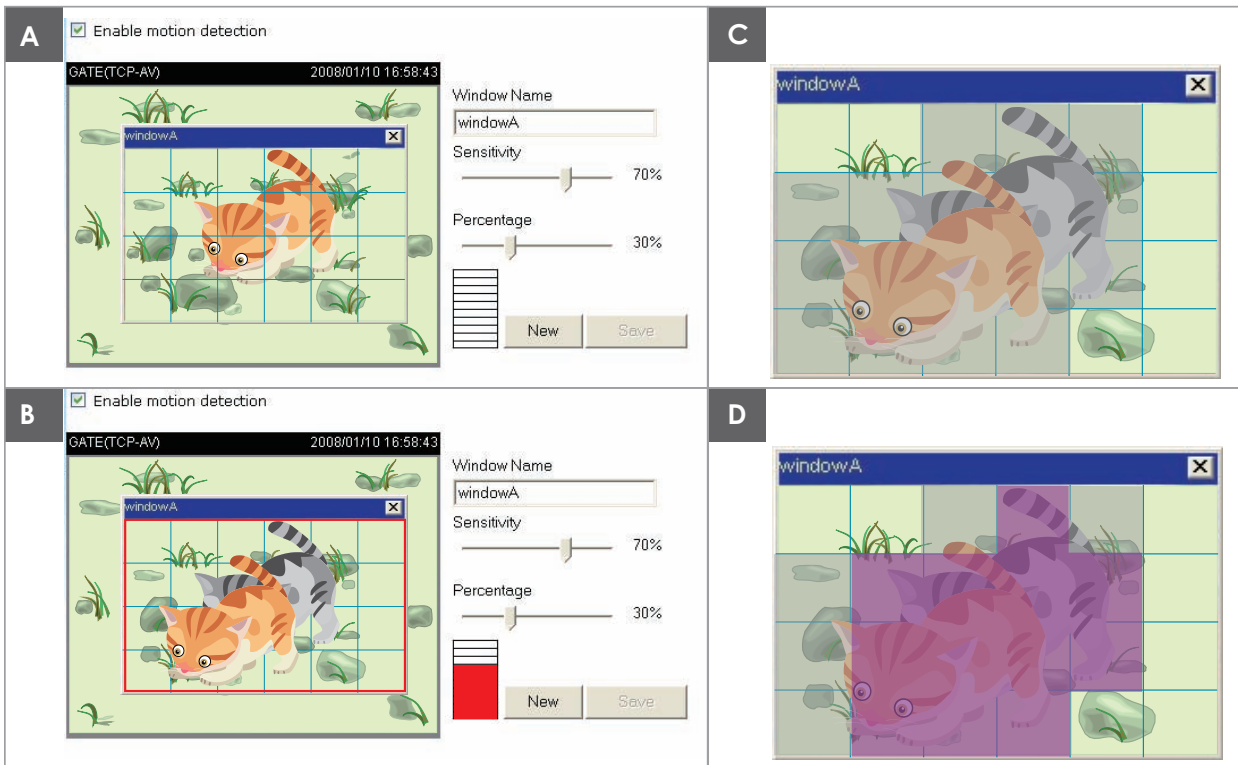 A
Enable motion detection
GATE(TCP-AV) 2008/01/10 16:58:43
windowA
Window Name
windowA
Sensitivity
70%
Percentage
30%
New Save
B
Enable motion detection
GATE(TCP-AV) 2008/01/10 16:58:43
windowA
Window Name
windowA
Sensitivity
70%
Percentage
30%
New Save
C
windowA
D
windowA